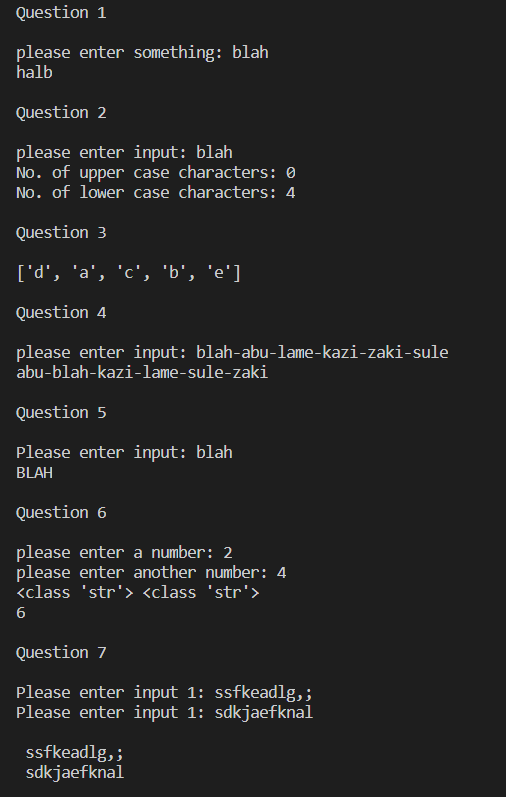 Question 1
please enter something: blah
halb
Question 2
please enter input: blah
No. of upper case characters: 0
No. of lower case characters: 4
Question 3
['d', 'a', 'c', 'b', 'e']
Question 4
please enter input: blah-abu-lame-kazi-zaki-sule
abu-blah-kazi-lame-sule-zaki
Question 5
Please enter input: blah
BLAH
Question 6
please enter a number: 2
please enter another number: 4
<class 'str'> <class 'str'>
6
Question 7
Please enter input 1: ssfkeadlg,;
Please enter input 1: sdkjaefknal
ssfkeadlg,;
sdkjaefknal